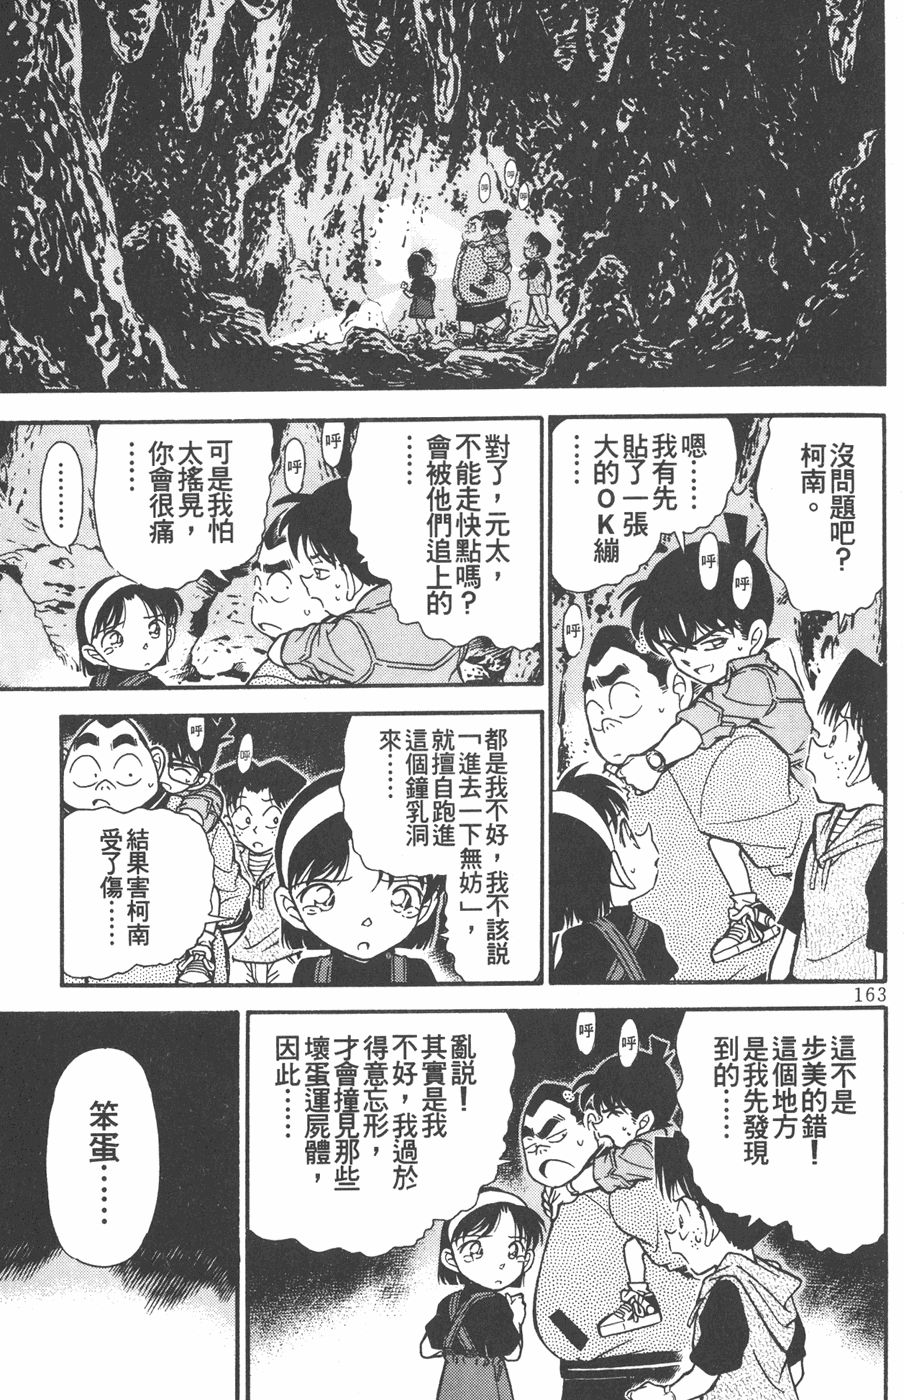 呼
呼
呼
沒問題吧？
柯南。
嗯……
我有先
貼了一張
大的OK繃
……
呼
呼
呼
對了，元太，
不能走快點嗎？
會被他們追上的
……
呼
呼
可是我怕
太搖晃，
你會很痛
……
……
都是我不好，我不該說
「進去一下無妨」，
就擅自跑進
這個鐘乳洞
來……
呼
呼
結果害柯南
受了傷……
163
這不是
步美的錯！
這個地方
是我先發現
到的……
呼
呼
亂說！
其實是我
不好，我過於
得意忘形，
才會撞見那些
壞蛋運屍體，
因此……
笨蛋……